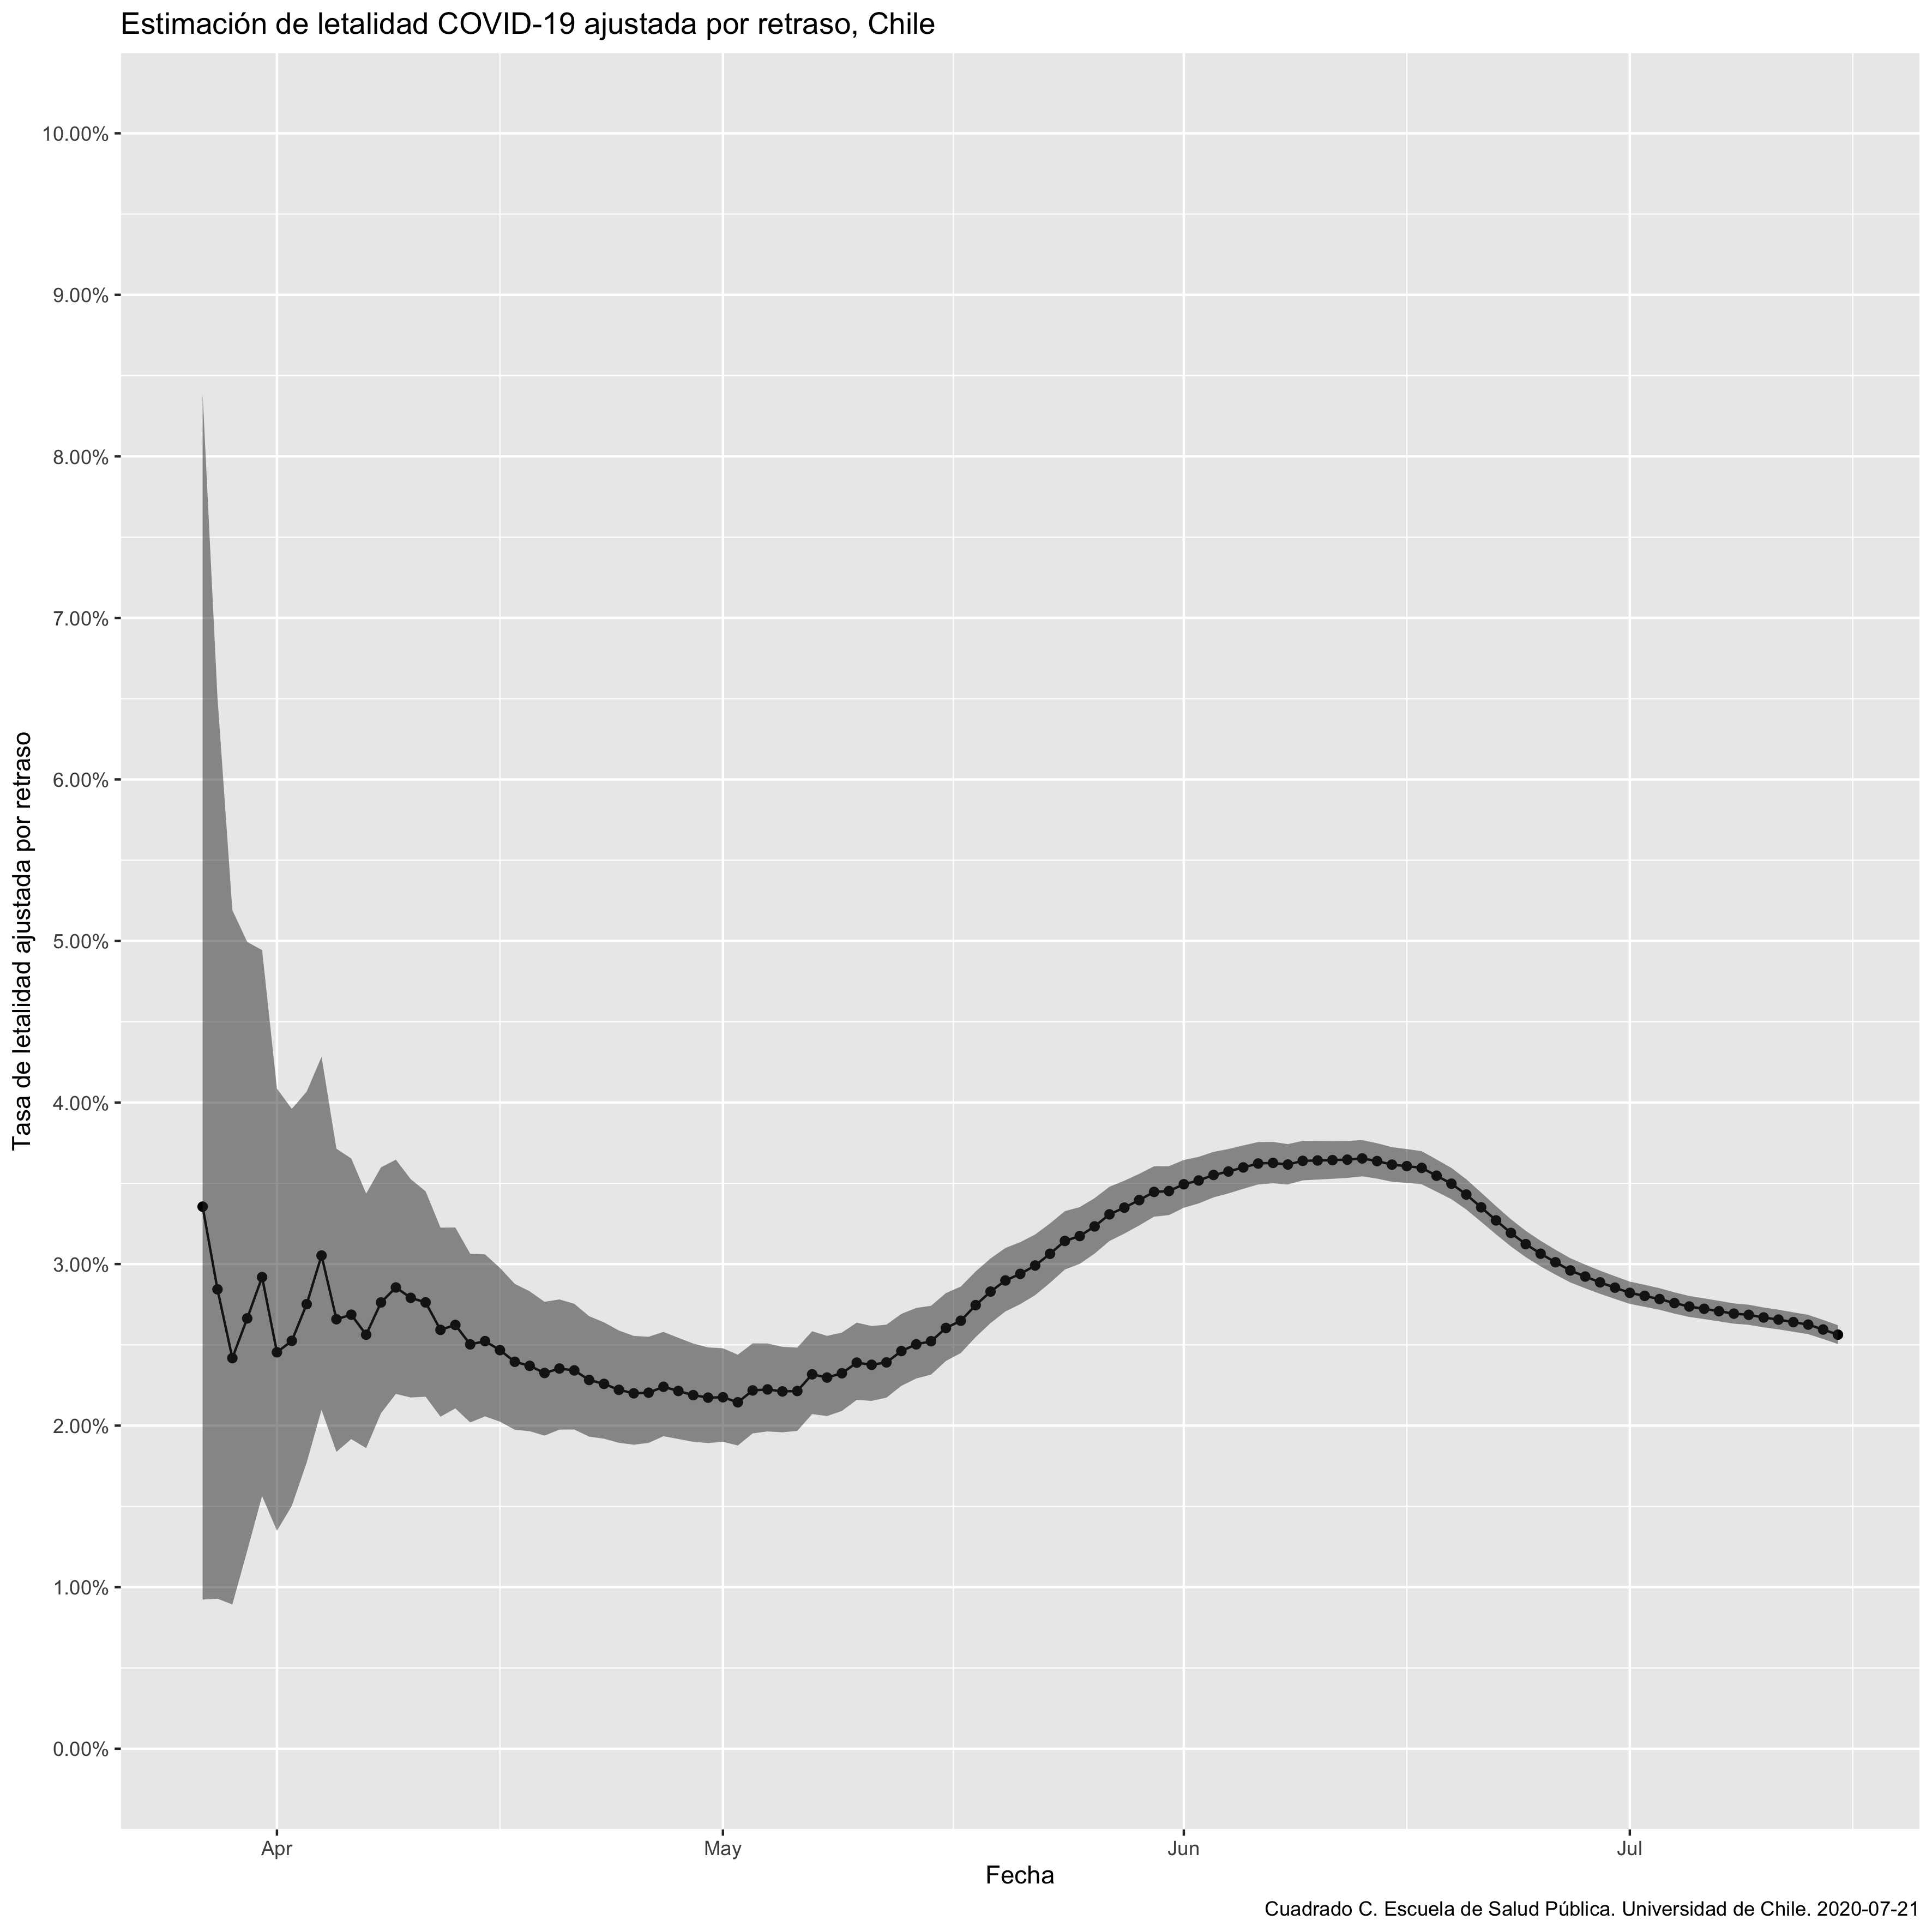 Estimación de letalidad COVID-19 ajustada por retraso, Chile
Tasa de letalidad ajustada por retraso
10.00%
9.00%
8.00%
7.00%
6.00%
5.00%
4.00%
3.00%
2.00%
1.00%
0.00%
Apr
May
Jun
Jul
Fecha
Cuadrado C. Escuela de Salud Pública. Universidad de Chile. 2020-07-21